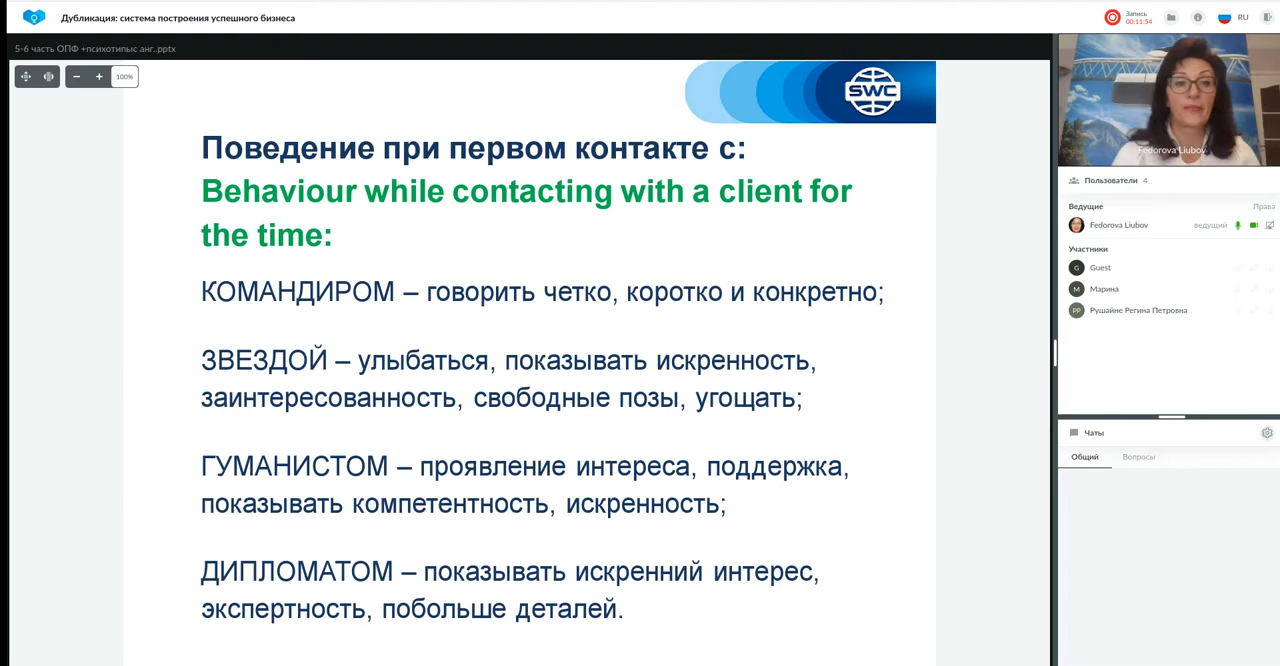 Дубликация: система построения успешного бизнеса
Запись
00:11:54
RU
5-6 часть ОПФ +психотипыс анг.pptx
100%
SWC
Поведение при первом контакте с:
Behaviour while contacting with a client for
the time:
КОМАНДИРОМ – говорить четко, коротко и конкретно;
ЗВЕЗДОЙ – улыбаться, показывать искренность,
заинтересованность, свободные позы, угощать;
ГУМАНИСТОМ – проявление интереса, поддержка,
показывать компетентность, искренность;
ДИПЛОМАТОМ – показывать искренний интерес,
экспертность, побольше деталей.
Fedorova Liubov
Пользователи 4
Ведущие Права
Fedorova Liubov ведущий
Участники
G Guest
М Марина
РР Рушайне Регина Петровна
Чаты
Общий Вопросы